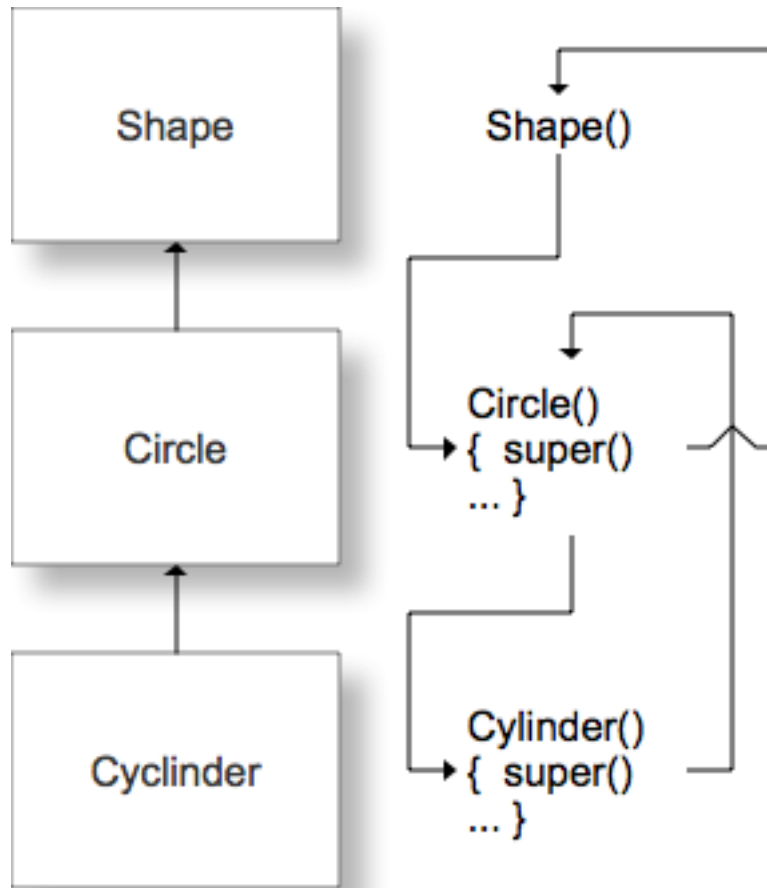 Shape
Circle
Cyclinder
Shape()
Circle()
{ super()
... }
Cylinder()
{ super()
... }